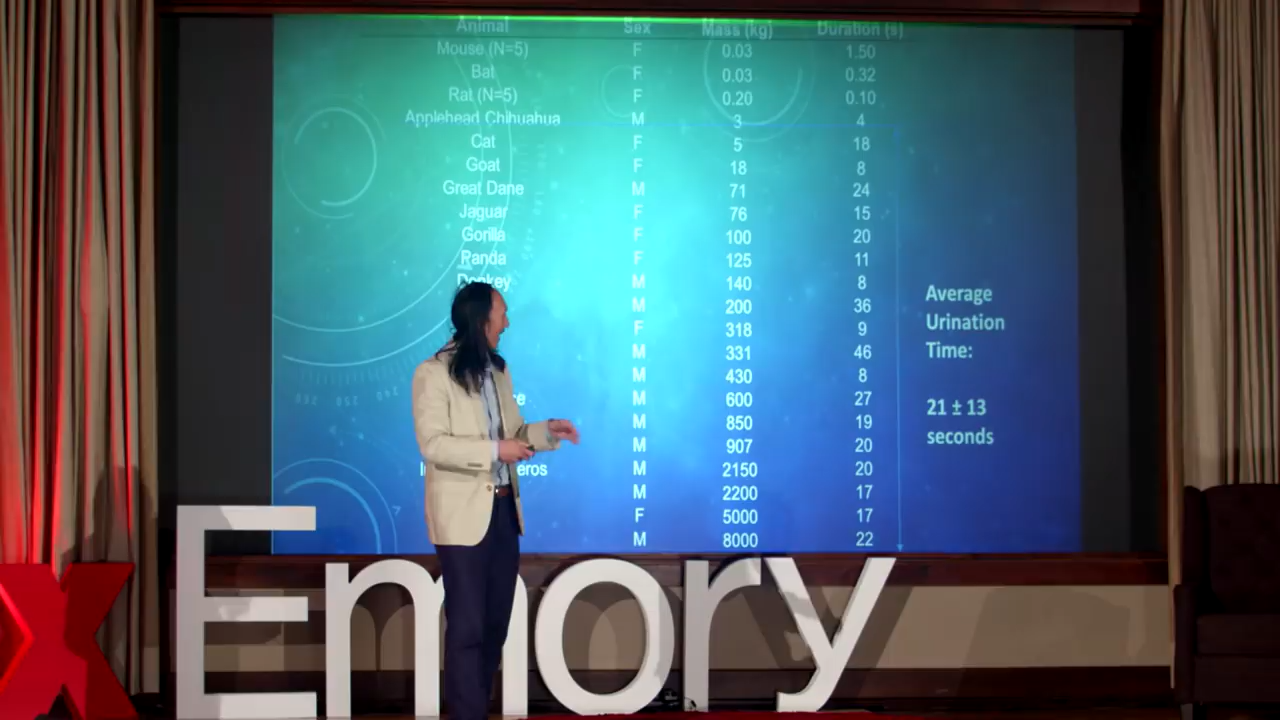 Animal Sex Mass (kg) Duration (s)
Mouse (N=5) F 0.03 1.50
Bat F 0.03 0.32
Rat (N=5) F 0.20 0.10
Applehead Chihuahua M 3 4
Cat F 5 18
Goat F 18 8
Great Dane M 71 24
Jaguar F 76 15
Gorilla F 100 20
Panda F 125 11
Donkey M 140 8
M 200 36
F 318 9
M 331 46
M 430 8
M 600 27
M 850 19
M 907 20
M 2150 20
M 2200 17
F 5000 17
M 8000 22
Average
Urination
Time:
21 ± 13
seconds
x Emory